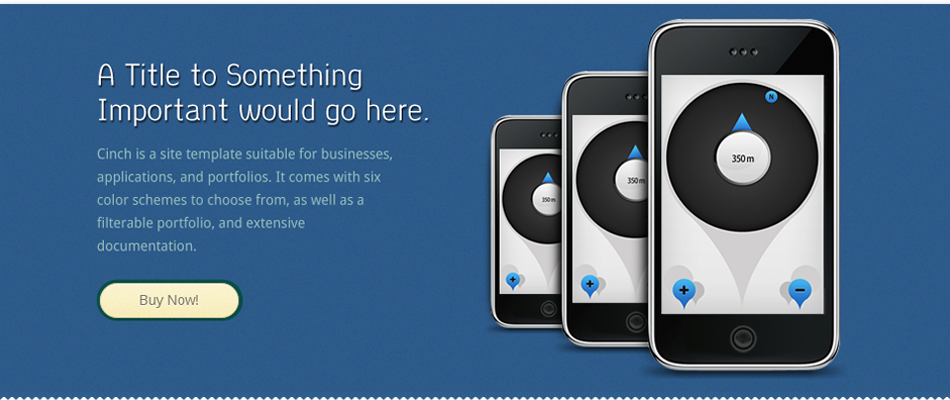 A Title to Something
Important would go here.
Cinch is a site template suitable for businesses,
applications, and portfolios. It comes with six
color schemes to choose from, as well as a
filterable portfolio, and extensive
documentation.
Buy Now!
350 m
350 m
350 m
N
+
+
+
−